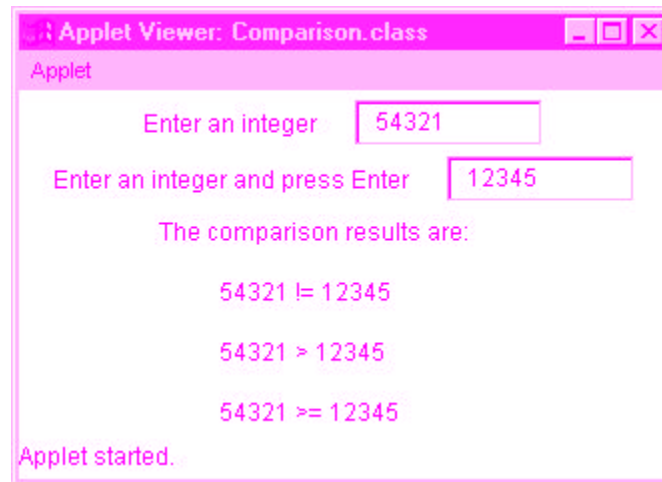 Applet Viewer: Comparison.class
Applet
Enter an integer 54321
Enter an integer and press Enter 12345
The comparison results are:
54321 != 12345
54321 > 12345
54321 >= 12345
Applet started.